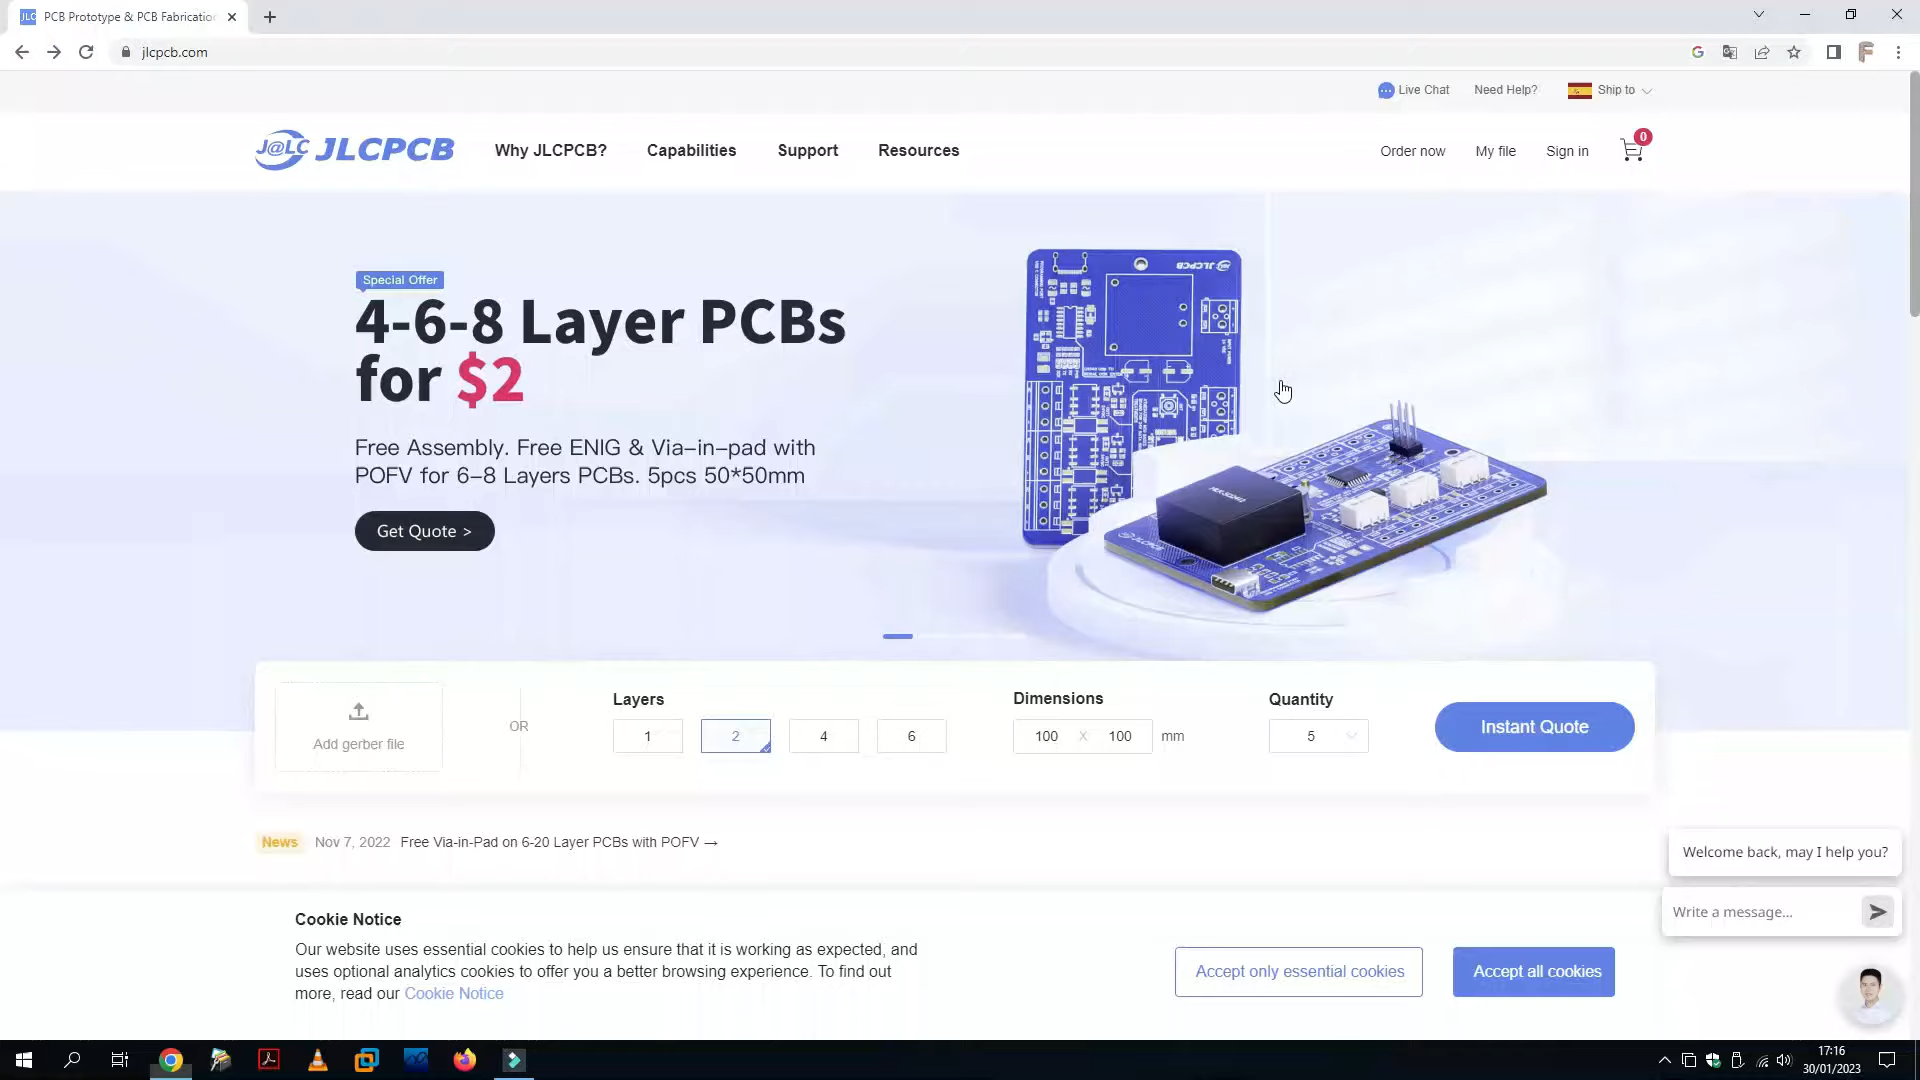 PCB Prototype & PCB Fabricatio
jlcpcb.com
Live Chat
Need Help?
Ship to
J@LC JLCPCB
Why JLCPCB?
Capabilities
Support
Resources
Order now
My file
Sign in
0
Special Offer
4-6-8 Layer PCBs
for $2
Free Assembly. Free ENIG & Via-in-pad with
POFV for 6-8 Layers PCBs. 5pcs 50*50mm
Get Quote >
JLCPCB
JLCPCB
Add gerber file
OR
Layers
1
2
4
6
Dimensions
100 X 100 mm
Quantity
5
Instant Quote
News
Nov 7, 2022
Free Via-in-Pad on 6-20 Layer PCBs with POFV →
Welcome back, may I help you?
Write a message...
Cookie Notice
Our website uses essential cookies to help us ensure that it is working as expected, and
uses optional analytics cookies to offer you a better browsing experience. To find out
more, read our Cookie Notice
Accept only essential cookies
Accept all cookies
17:16
30/01/2023